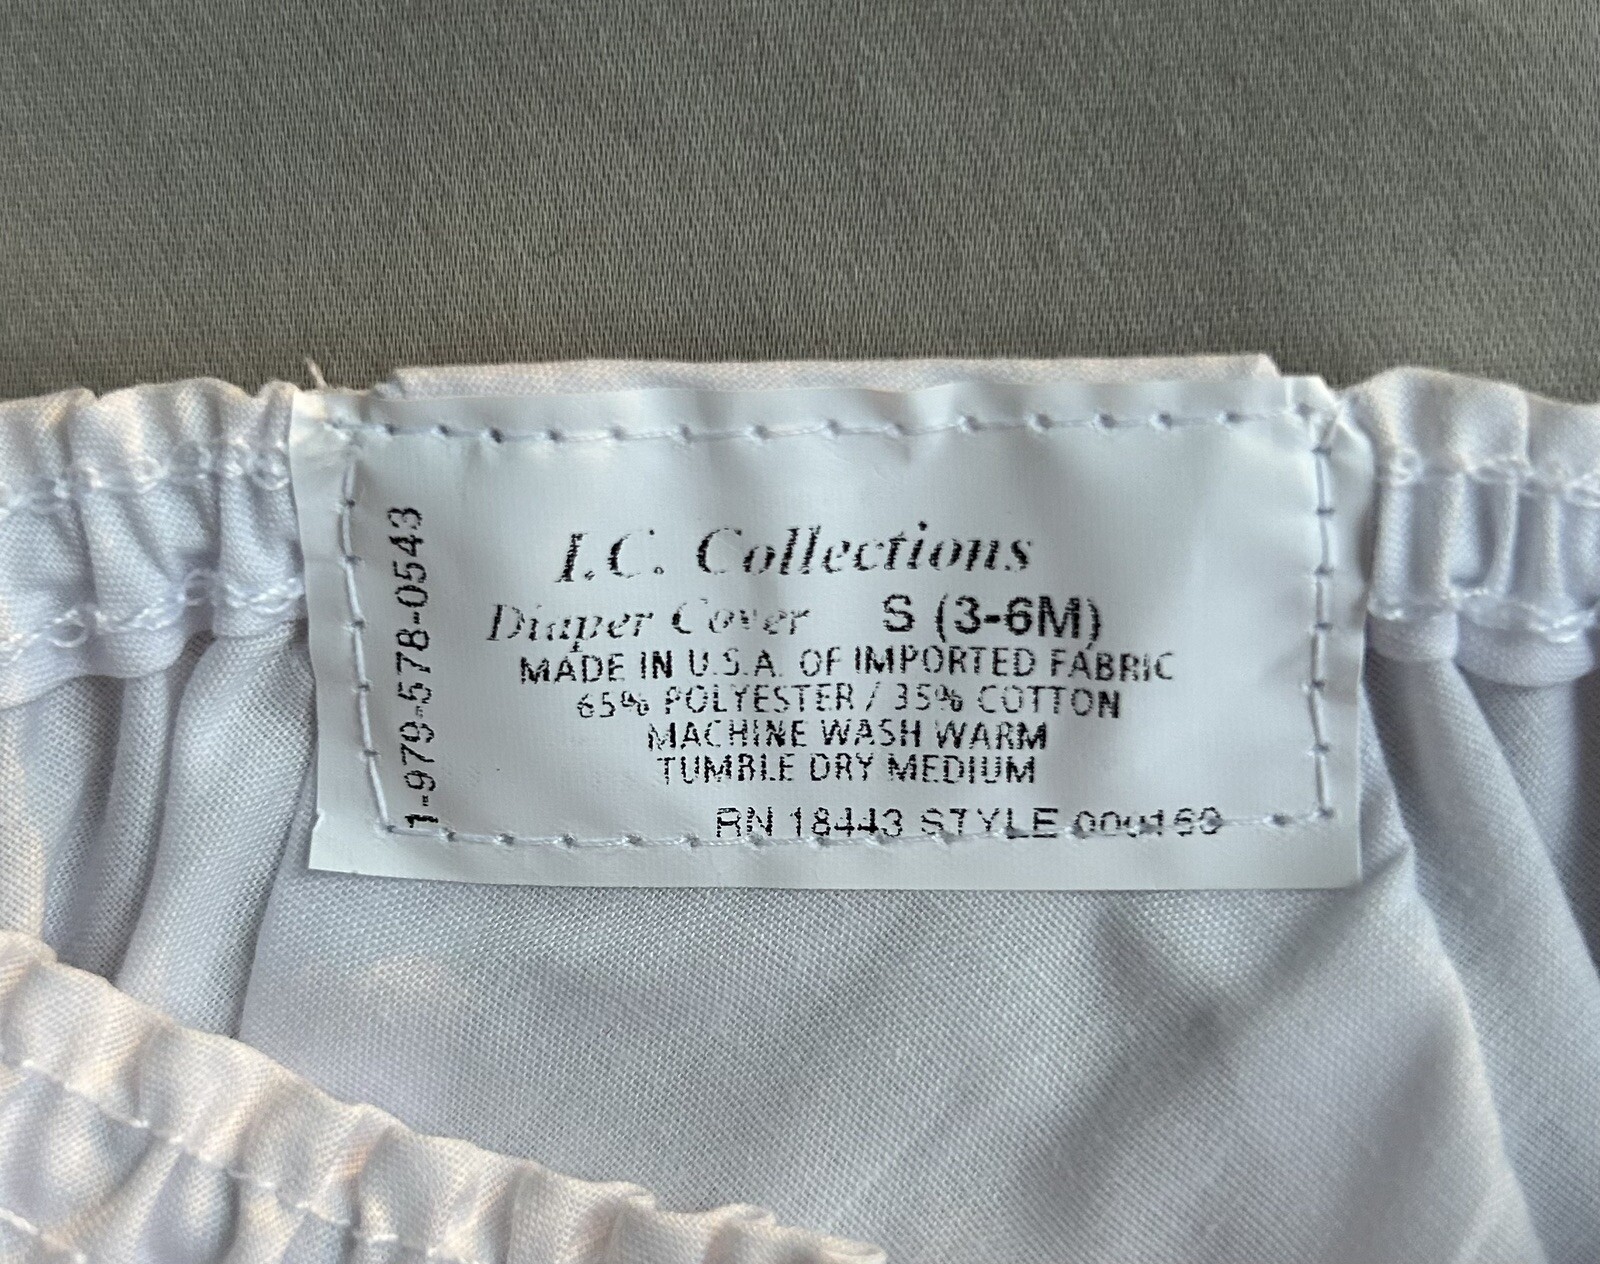 I.C. Collections
Diaper Cover S (3-6M)
MADE IN U.S.A. OF IMPORTED FABRIC
65% POLYESTER / 35% COTTON
MACHINE WASH WARM
TUMBLE DRY MEDIUM
RN 18443 STYLE 000169
1-979-578-0543